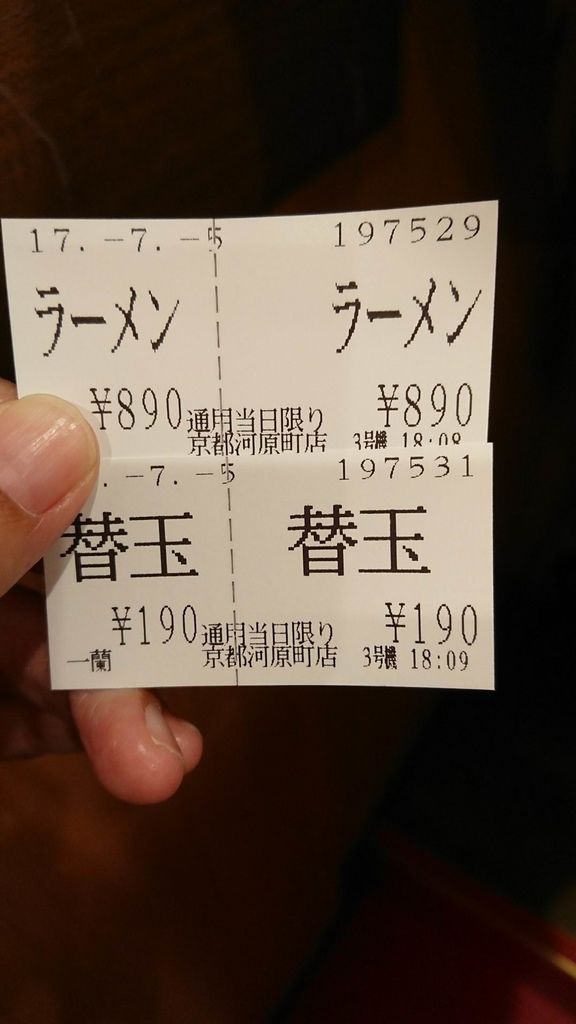 17.-7.-5 197529
ラーメン ラーメン
¥890 通用当日限り ¥890
京都河原町店 3号機 18:09
.-7.-5 197531
替玉 替玉
¥190 通用当日限り ¥190
一蘭 京都河原町店 3号機 18:09